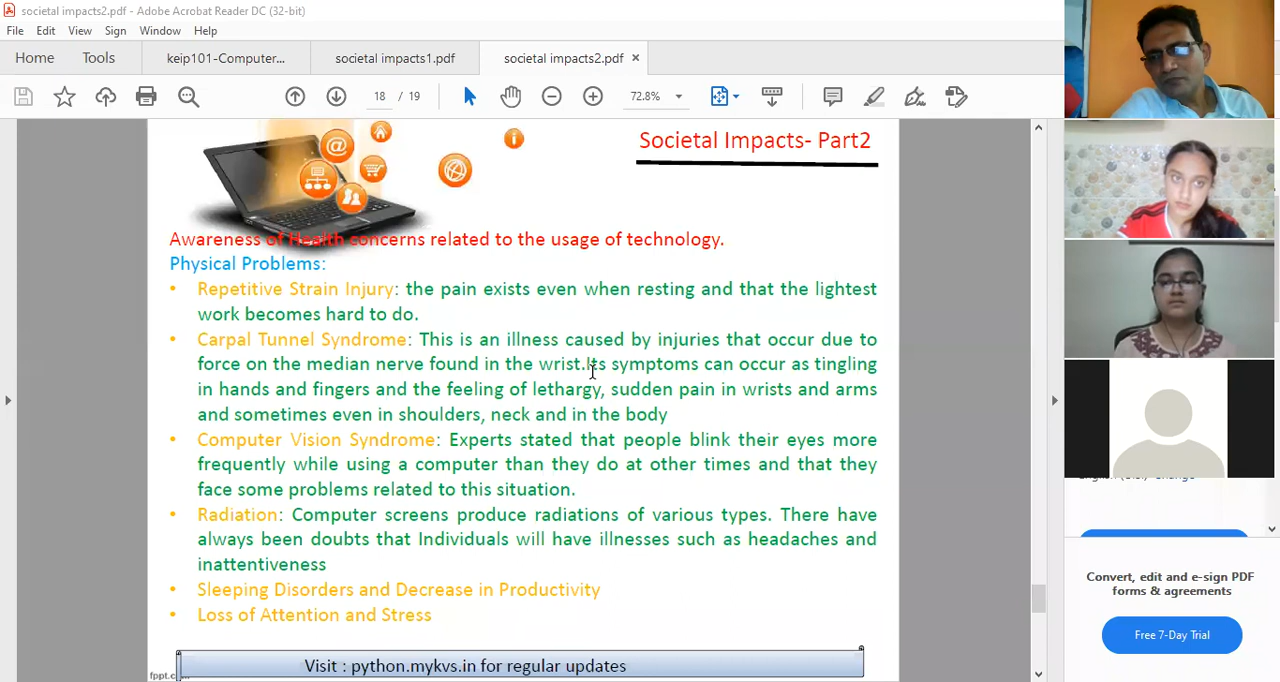 societal impacts2.pdf - Adobe Acrobat Reader DC (32-bit)
File Edit View Sign Window Help
Home Tools keip101-Computer... societal impacts1.pdf societal impacts2.pdf ×
18 / 19 72.8%
Societal Impacts- Part2
Awareness of Health concerns related to the usage of technology.
Physical Problems:
• Repetitive Strain Injury: the pain exists even when resting and that the lightest
work becomes hard to do.
• Carpal Tunnel Syndrome: This is an illness caused by injuries that occur due to
force on the median nerve found in the wrist.Its symptoms can occur as tingling
in hands and fingers and the feeling of lethargy, sudden pain in wrists and arms
and sometimes even in shoulders, neck and in the body
• Computer Vision Syndrome: Experts stated that people blink their eyes more
frequently while using a computer than they do at other times and that they
face some problems related to this situation.
• Radiation: Computer screens produce radiations of various types. There have
always been doubts that Individuals will have illnesses such as headaches and
inattentiveness
• Sleeping Disorders and Decrease in Productivity
• Loss of Attention and Stress
Visit : python.mykvs.in for regular updates
Convert, edit and e-sign PDF
forms & agreements
Free 7-Day Trial